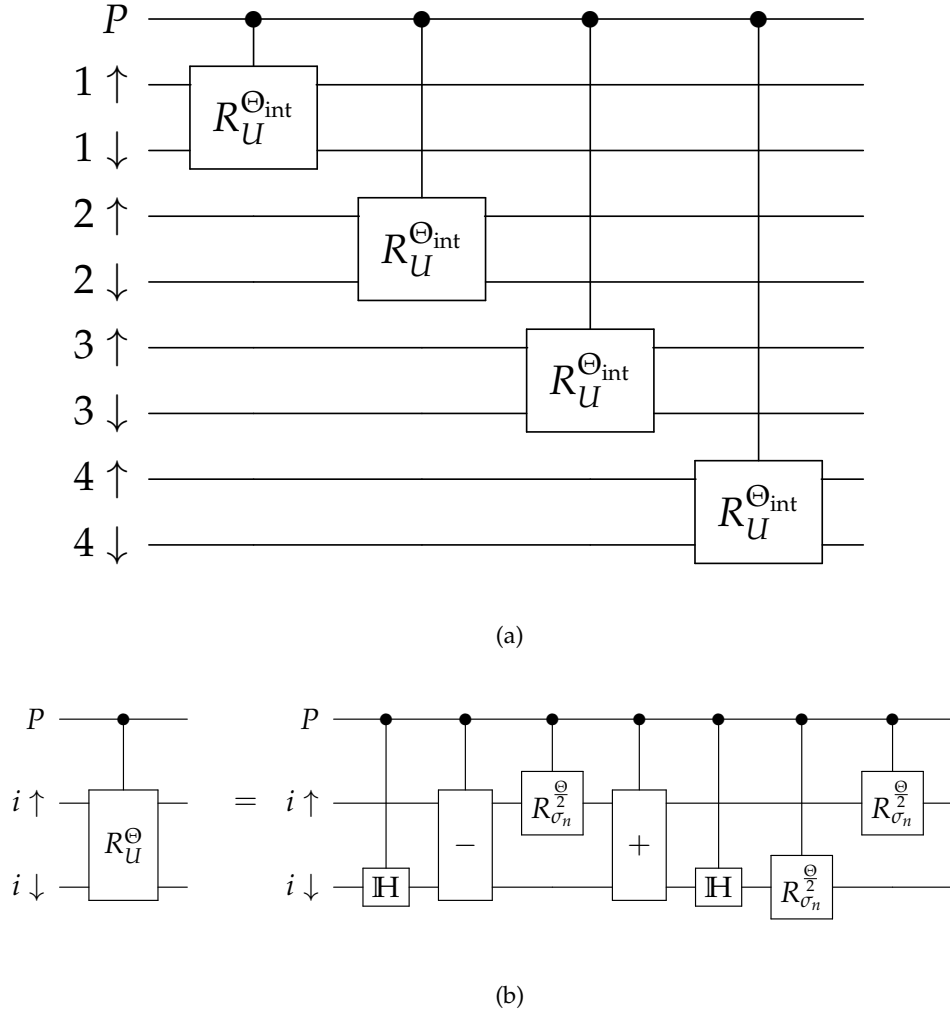 P
1 ↑
R_U^{Θ_int}
1 ↓
2 ↑
R_U^{Θ_int}
2 ↓
3 ↑
R_U^{Θ_int}
3 ↓
4 ↑
R_U^{Θ_int}
4 ↓
(a)
P P
i ↑ = i ↑ R_{σ_n}^{Θ/2} R_{σ_n}^{Θ/2}
R_U^Θ − +
i ↓ i ↓ ℍ ℍ R_{σ_n}^{Θ/2}
(b)